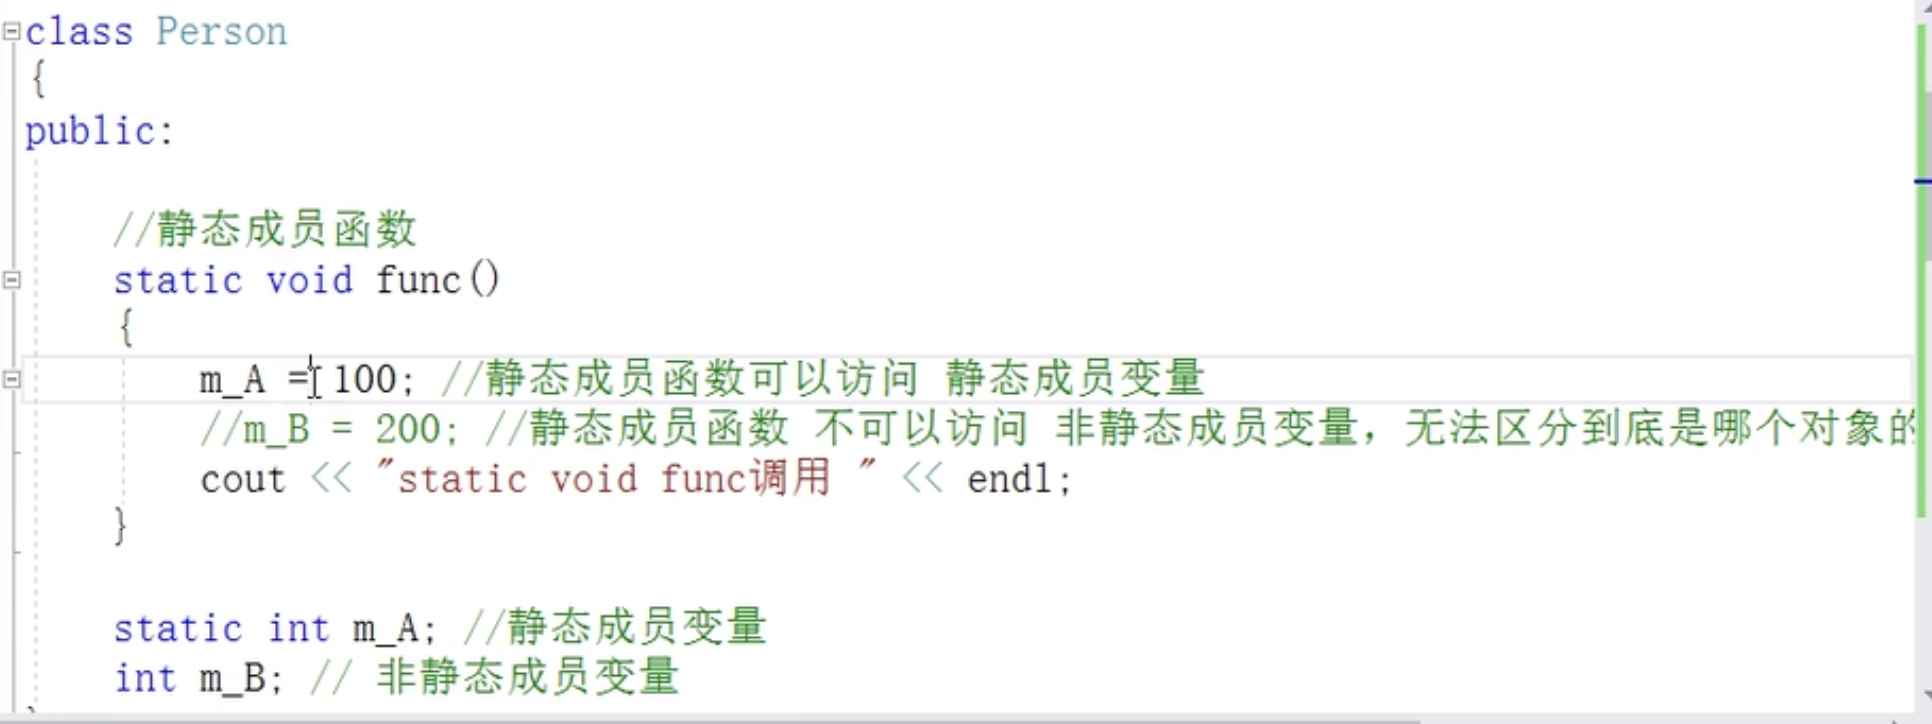 class Person
{
public:
//静态成员函数
static void func()
{
m_A = 100; //静态成员函数可以访问 静态成员变量
//m_B = 200; //静态成员函数 不可以访问 非静态成员变量，无法区分到底是哪个对象的
cout << "static void func调用 " << endl;
}
static int m_A; //静态成员变量
int m_B; // 非静态成员变量